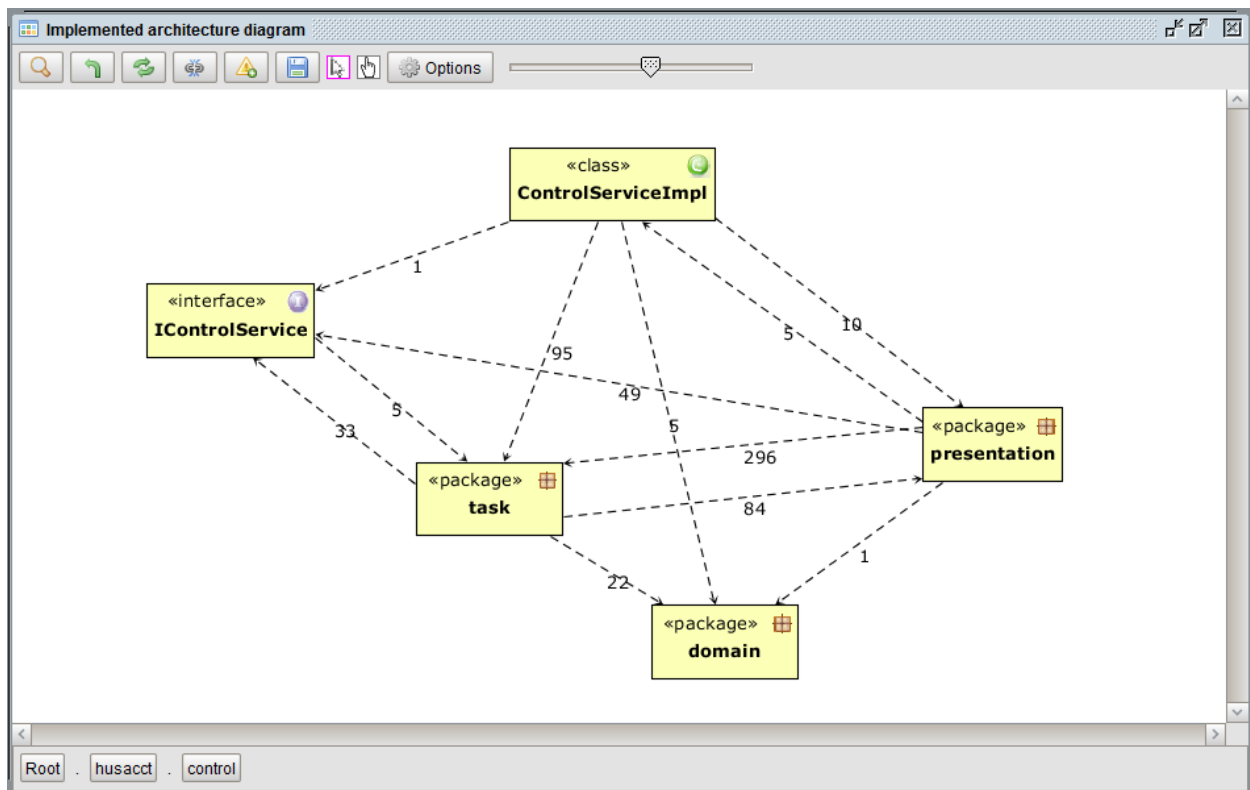 Implemented architecture diagram
Options
«class»
C
ControlServiceImpl
1
«interface»
I
IControlService
5
10
95
49
5
5
33
«package»
presentation
296
«package»
task
84
1
22
«package»
domain
Root . husacct . control